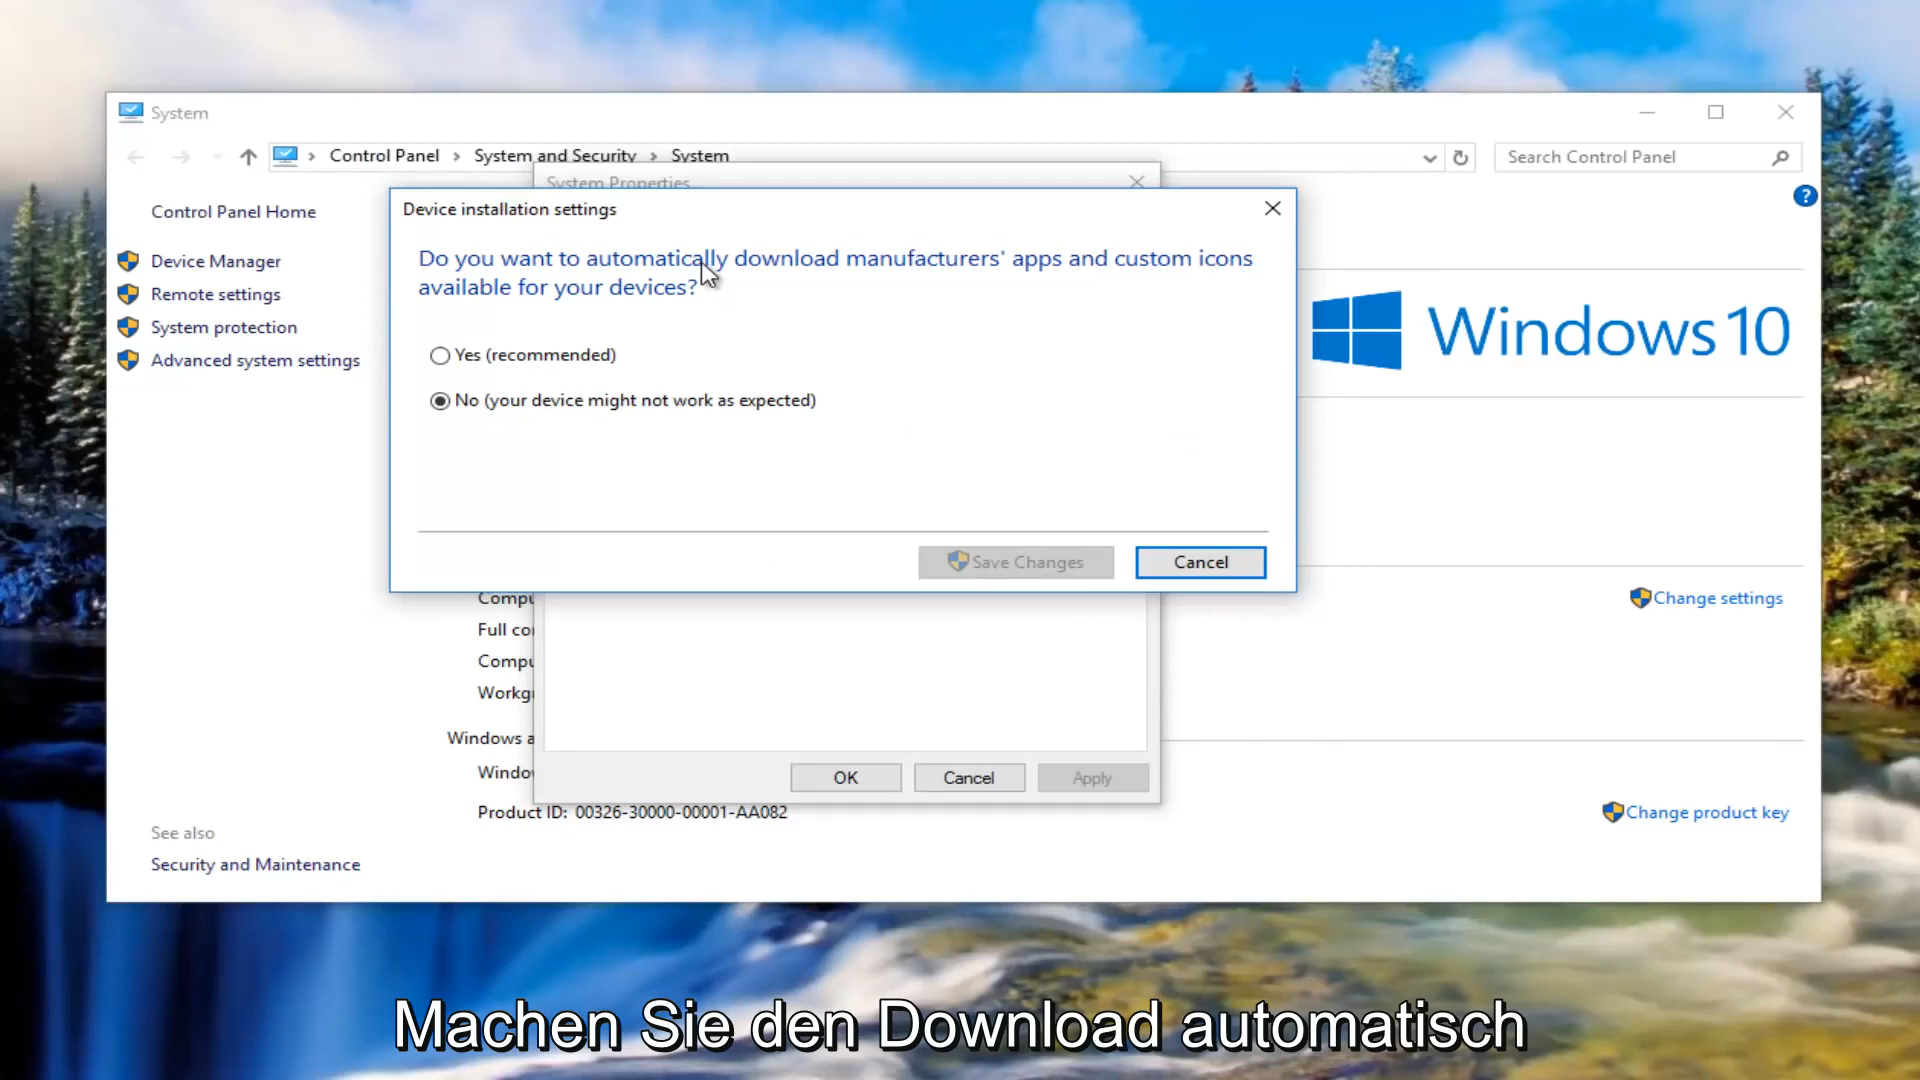 System
Control Panel > System and Security > System
Search Control Panel
System Properties
Control Panel Home
Device Manager
Remote settings
System protection
Advanced system settings
Device installation settings
Do you want to automatically download manufacturers' apps and custom icons
available for your devices?
Yes (recommended)
No (your device might not work as expected)
Save Changes
Cancel
Windows 10
Full
Change settings
OK
Cancel
Apply
Product ID: 00326-30000-00001-AA082
Change product key
See also
Security and Maintenance
Machen Sie den Download automatisch